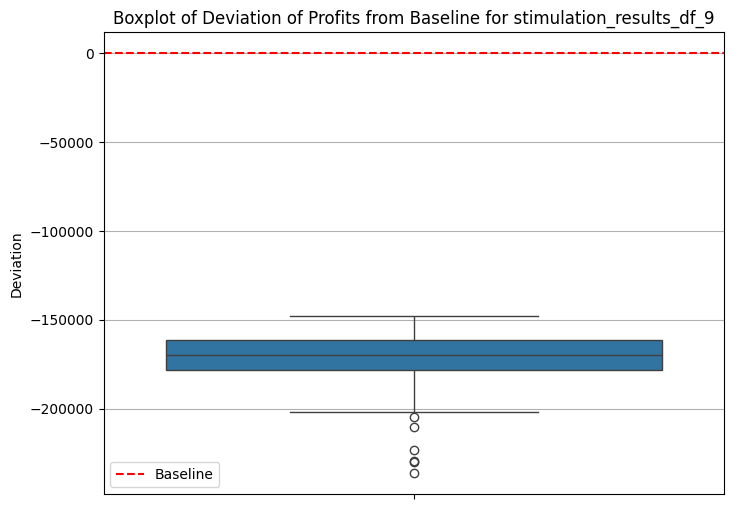 Boxplot of Deviation of Profits from Baseline for stimulation_results_df_9
0
−50000
−100000
−150000
−200000
Deviation
Baseline